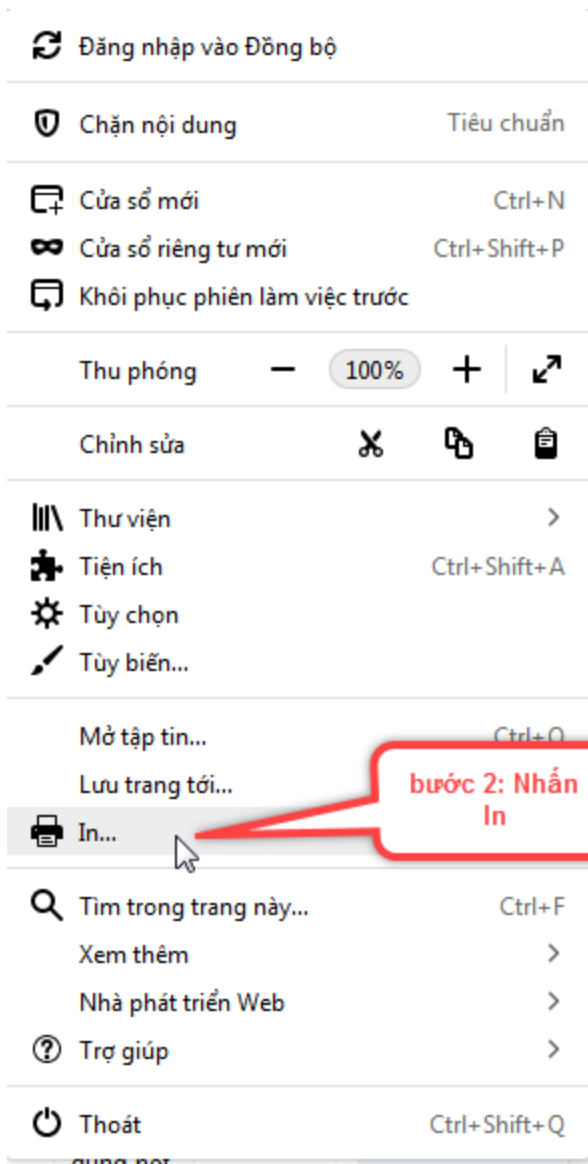 Đăng nhập vào Đồng bộ
Chặn nội dung Tiêu chuẩn
Cửa sổ mới Ctrl+N
Cửa sổ riêng tư mới Ctrl+Shift+P
Khôi phục phiên làm việc trước
Thu phóng 100%
Chỉnh sửa
Thư viện
Tiện ích Ctrl+Shift+A
Tùy chọn
Tùy biến...
Mở tập tin... Ctrl+O
Lưu trang tới...
bước 2: Nhấn
In
In...
Tìm trong trang này... Ctrl+F
Xem thêm
Nhà phát triển Web
Trợ giúp
Thoát Ctrl+Shift+Q